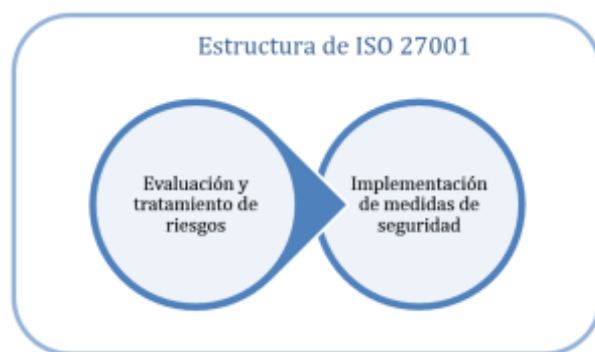 Estructura de ISO 27001
Evaluación y
tratamiento de
riesgos
Implementación
de medidas de
seguridad